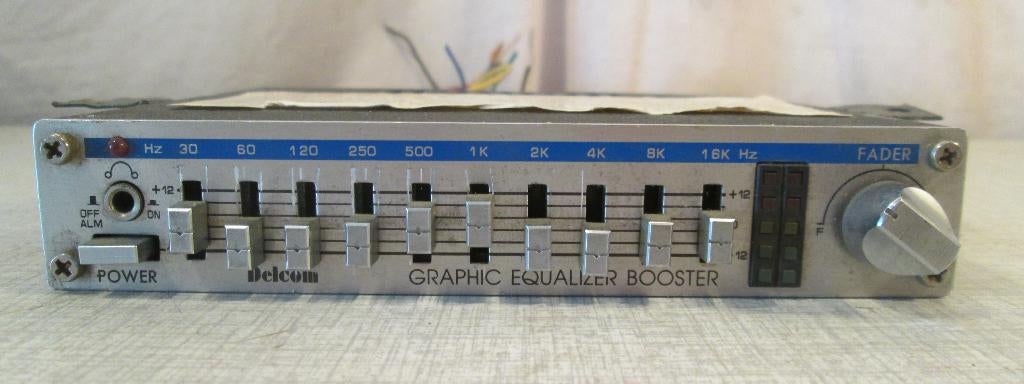 Hz 30 60 120 250 500 1K 2K 4K 8K 16K Hz FADER
+12 +12
OFF ON
ALM
0
12
POWER Delcom GRAPHIC EQUALIZER BOOSTER